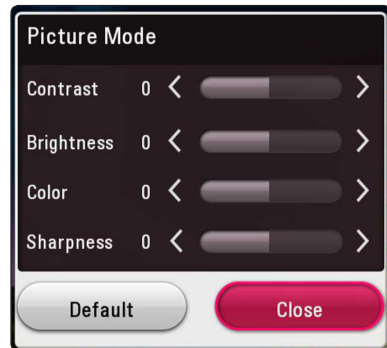 Picture Mode
Contrast 0
Brightness 0
Color 0
Sharpness 0
Default Close